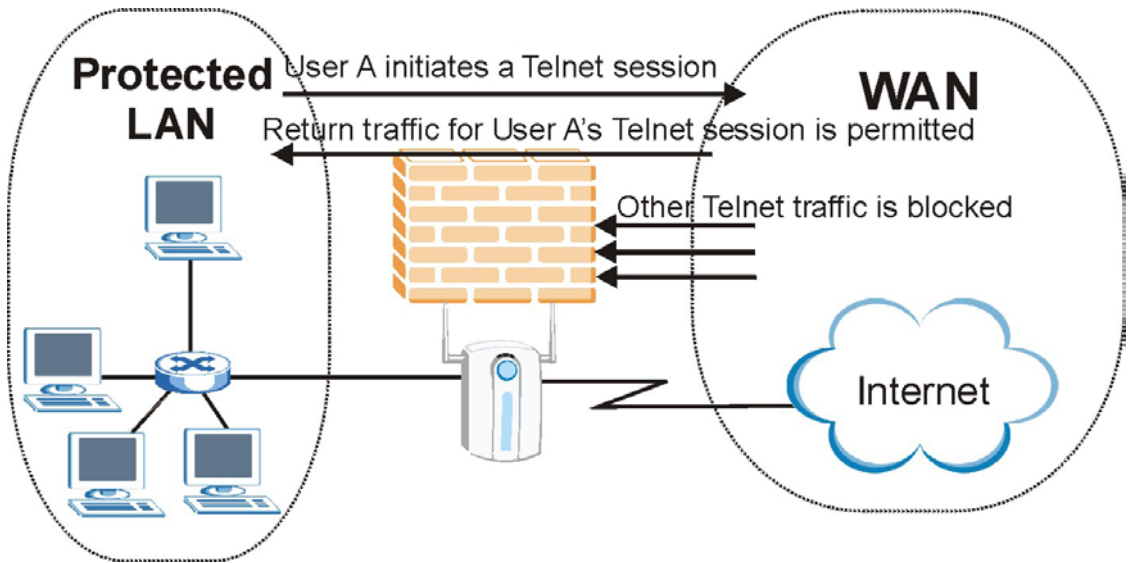 Protected
LAN
User A initiates a Telnet session
WAN
Return traffic for User A's Telnet session is permitted
Other Telnet traffic is blocked
Internet